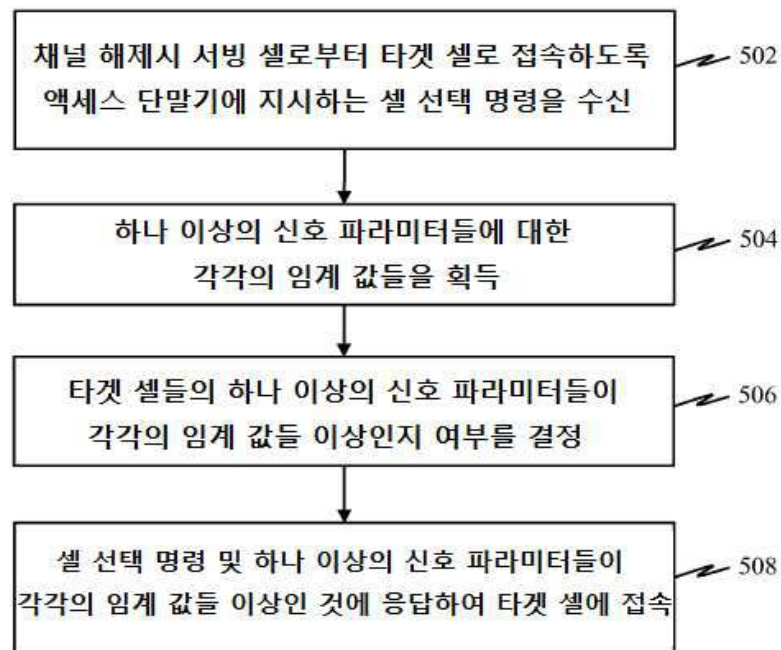 채널 해제시 서빙 셀로부터 타겟 셀로 접속하도록
액세스 단말기에 지시하는 셀 선택 명령을 수신
502
하나 이상의 신호 파라미터들에 대한
각각의 임계 값들을 획득
504
타겟 셀들의 하나 이상의 신호 파라미터들이
각각의 임계 값들 이상인지 여부를 결정
506
셀 선택 명령 및 하나 이상의 신호 파라미터들이
각각의 임계 값들 이상인 것에 응답하여 타겟 셀에 접속
508